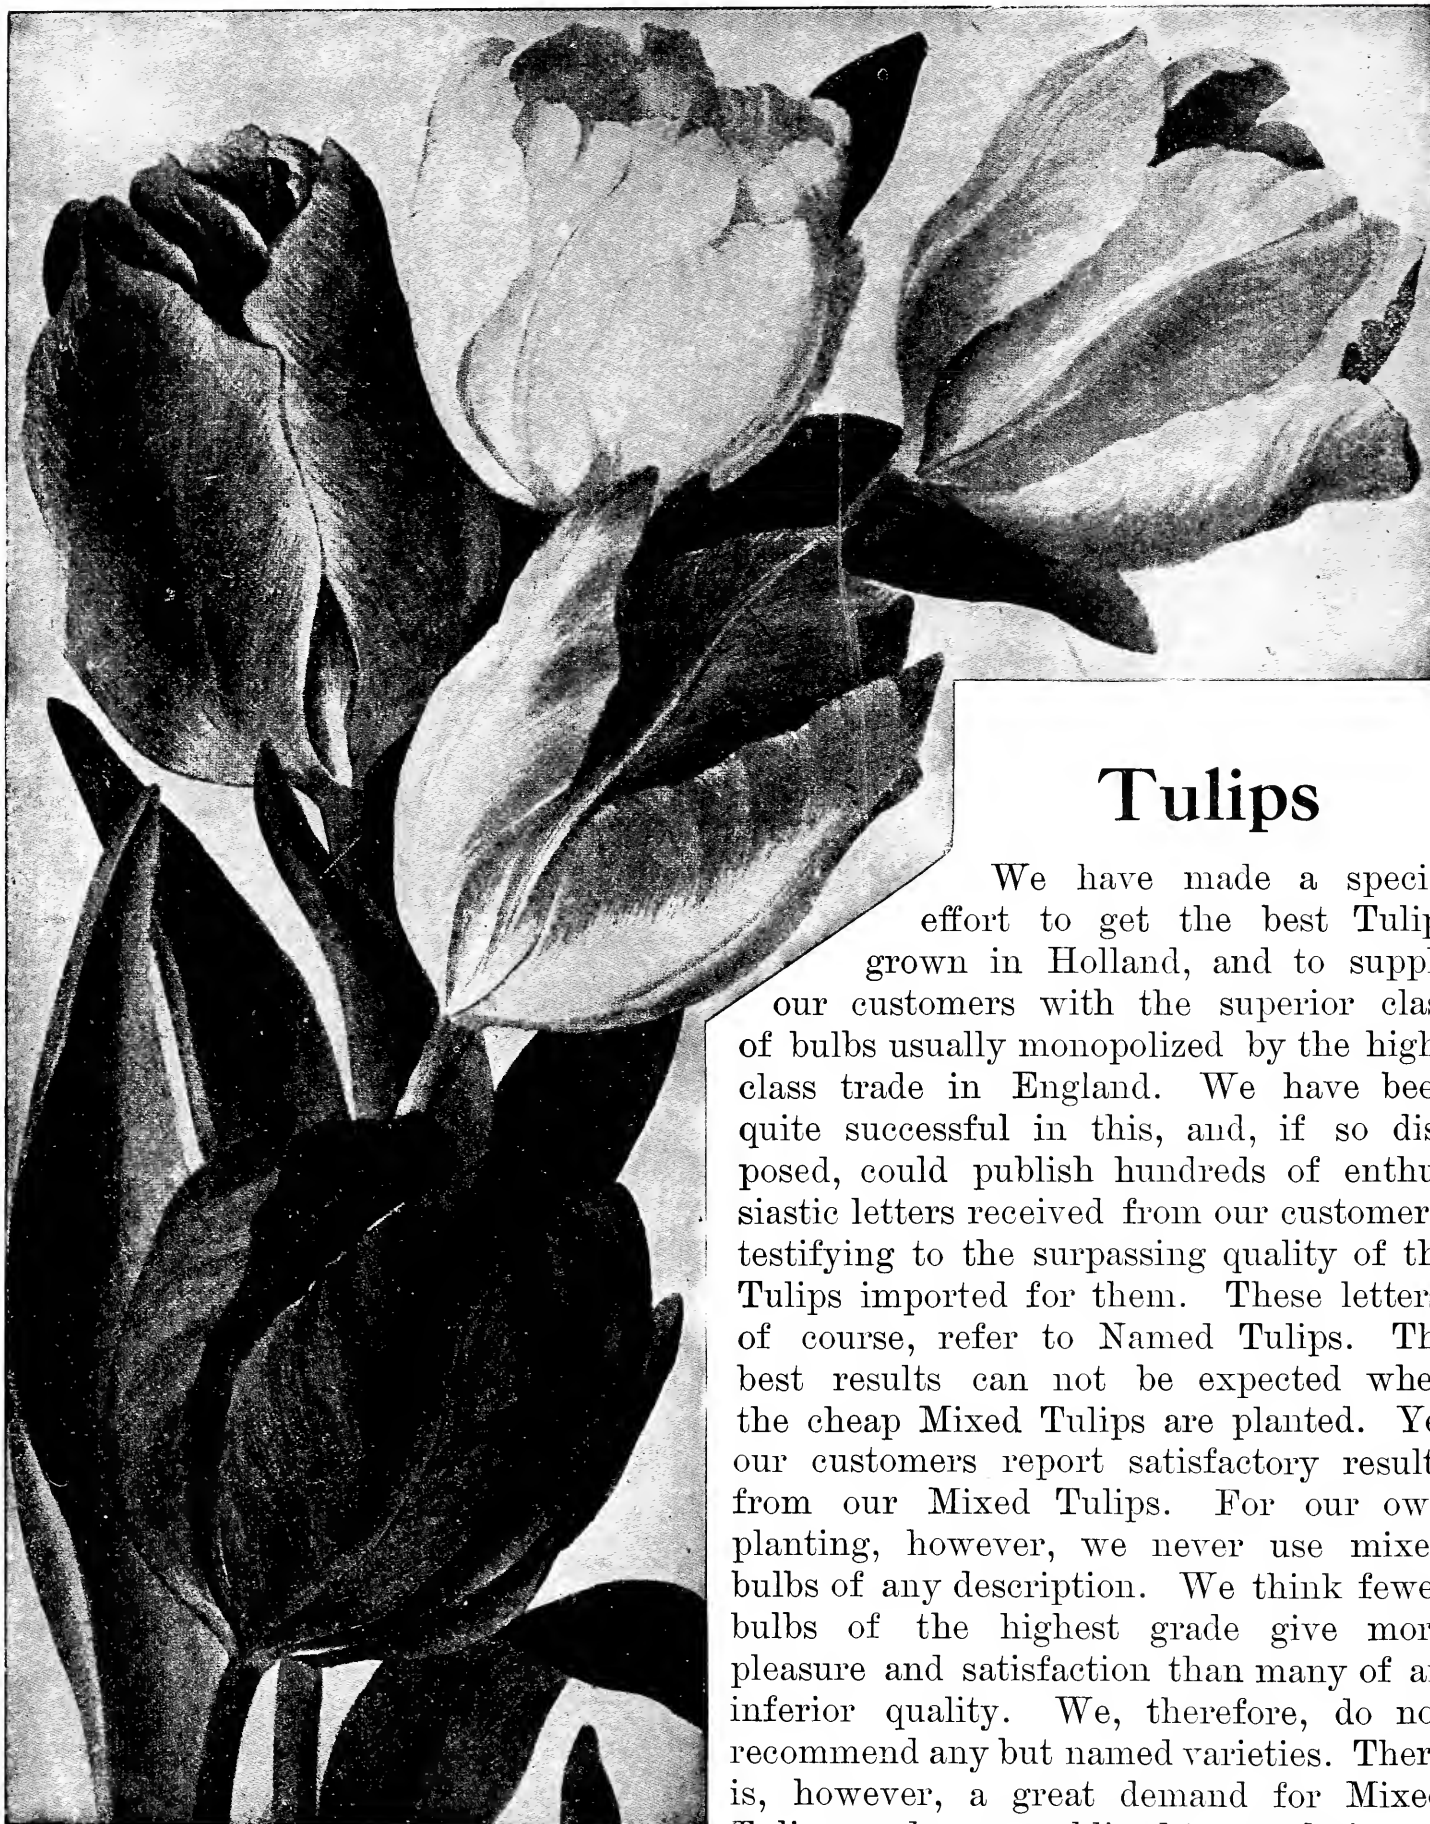 Tulips
We have made a speci
effort to get the best Tulip
grown in Holland, and to suppl
our customers with the superior clas
of bulbs usually monopolized by the high
class trade in England. We have bee
quite successful in this, and, if so dis
posed, could publish hundreds of enthu
siastic letters received from our customer
testifying to the surpassing quality of th
Tulips imported for them. These letter
of course, refer to Named Tulips. Th
best results can not be expected whe
the cheap Mixed Tulips are planted. Ye
our customers report satisfactory result
from our Mixed Tulips. For our ow
planting, however, we never use mixe
bulbs of any description. We think fewe
bulbs of the highest grade give mor
pleasure and satisfaction than many of a
inferior quality. We, therefore, do no
recommend any but named varieties. Ther
is, however, a great demand for Mixe